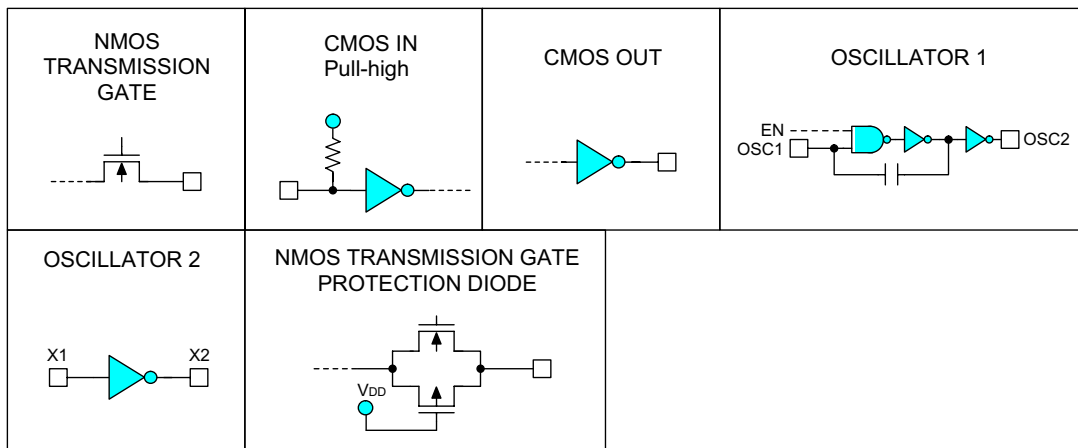 NMOS
TRANSMISSION
GATE
CMOS IN
Pull-high
CMOS OUT
OSCILLATOR 1
EN
OSC1
OSC2
OSCILLATOR 2
X1
X2
NMOS TRANSMISSION GATE
PROTECTION DIODE
VDD